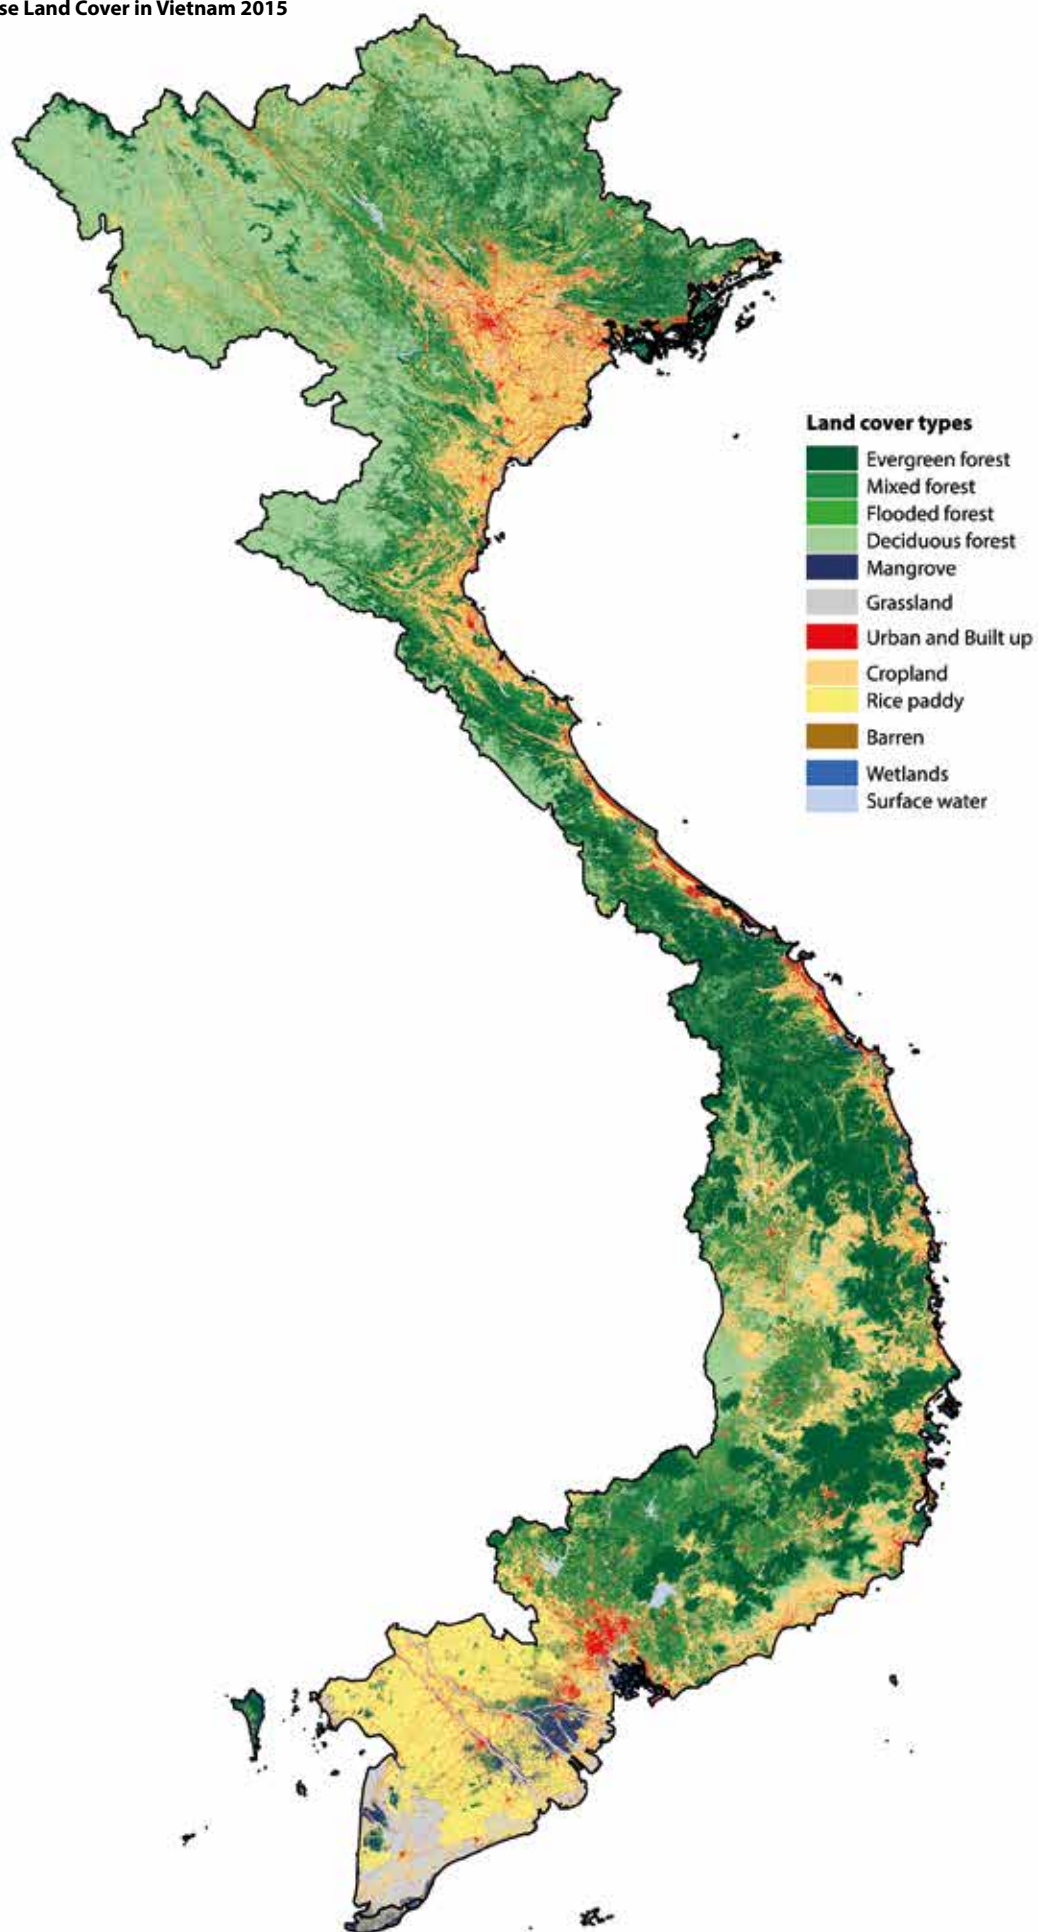 se Land Cover in Vietnam 2015
Land cover types
Evergreen forest
Mixed forest
Flooded forest
Deciduous forest
Mangrove
Grassland
Urban and Built up
Cropland
Rice paddy
Barren
Wetlands
Surface water